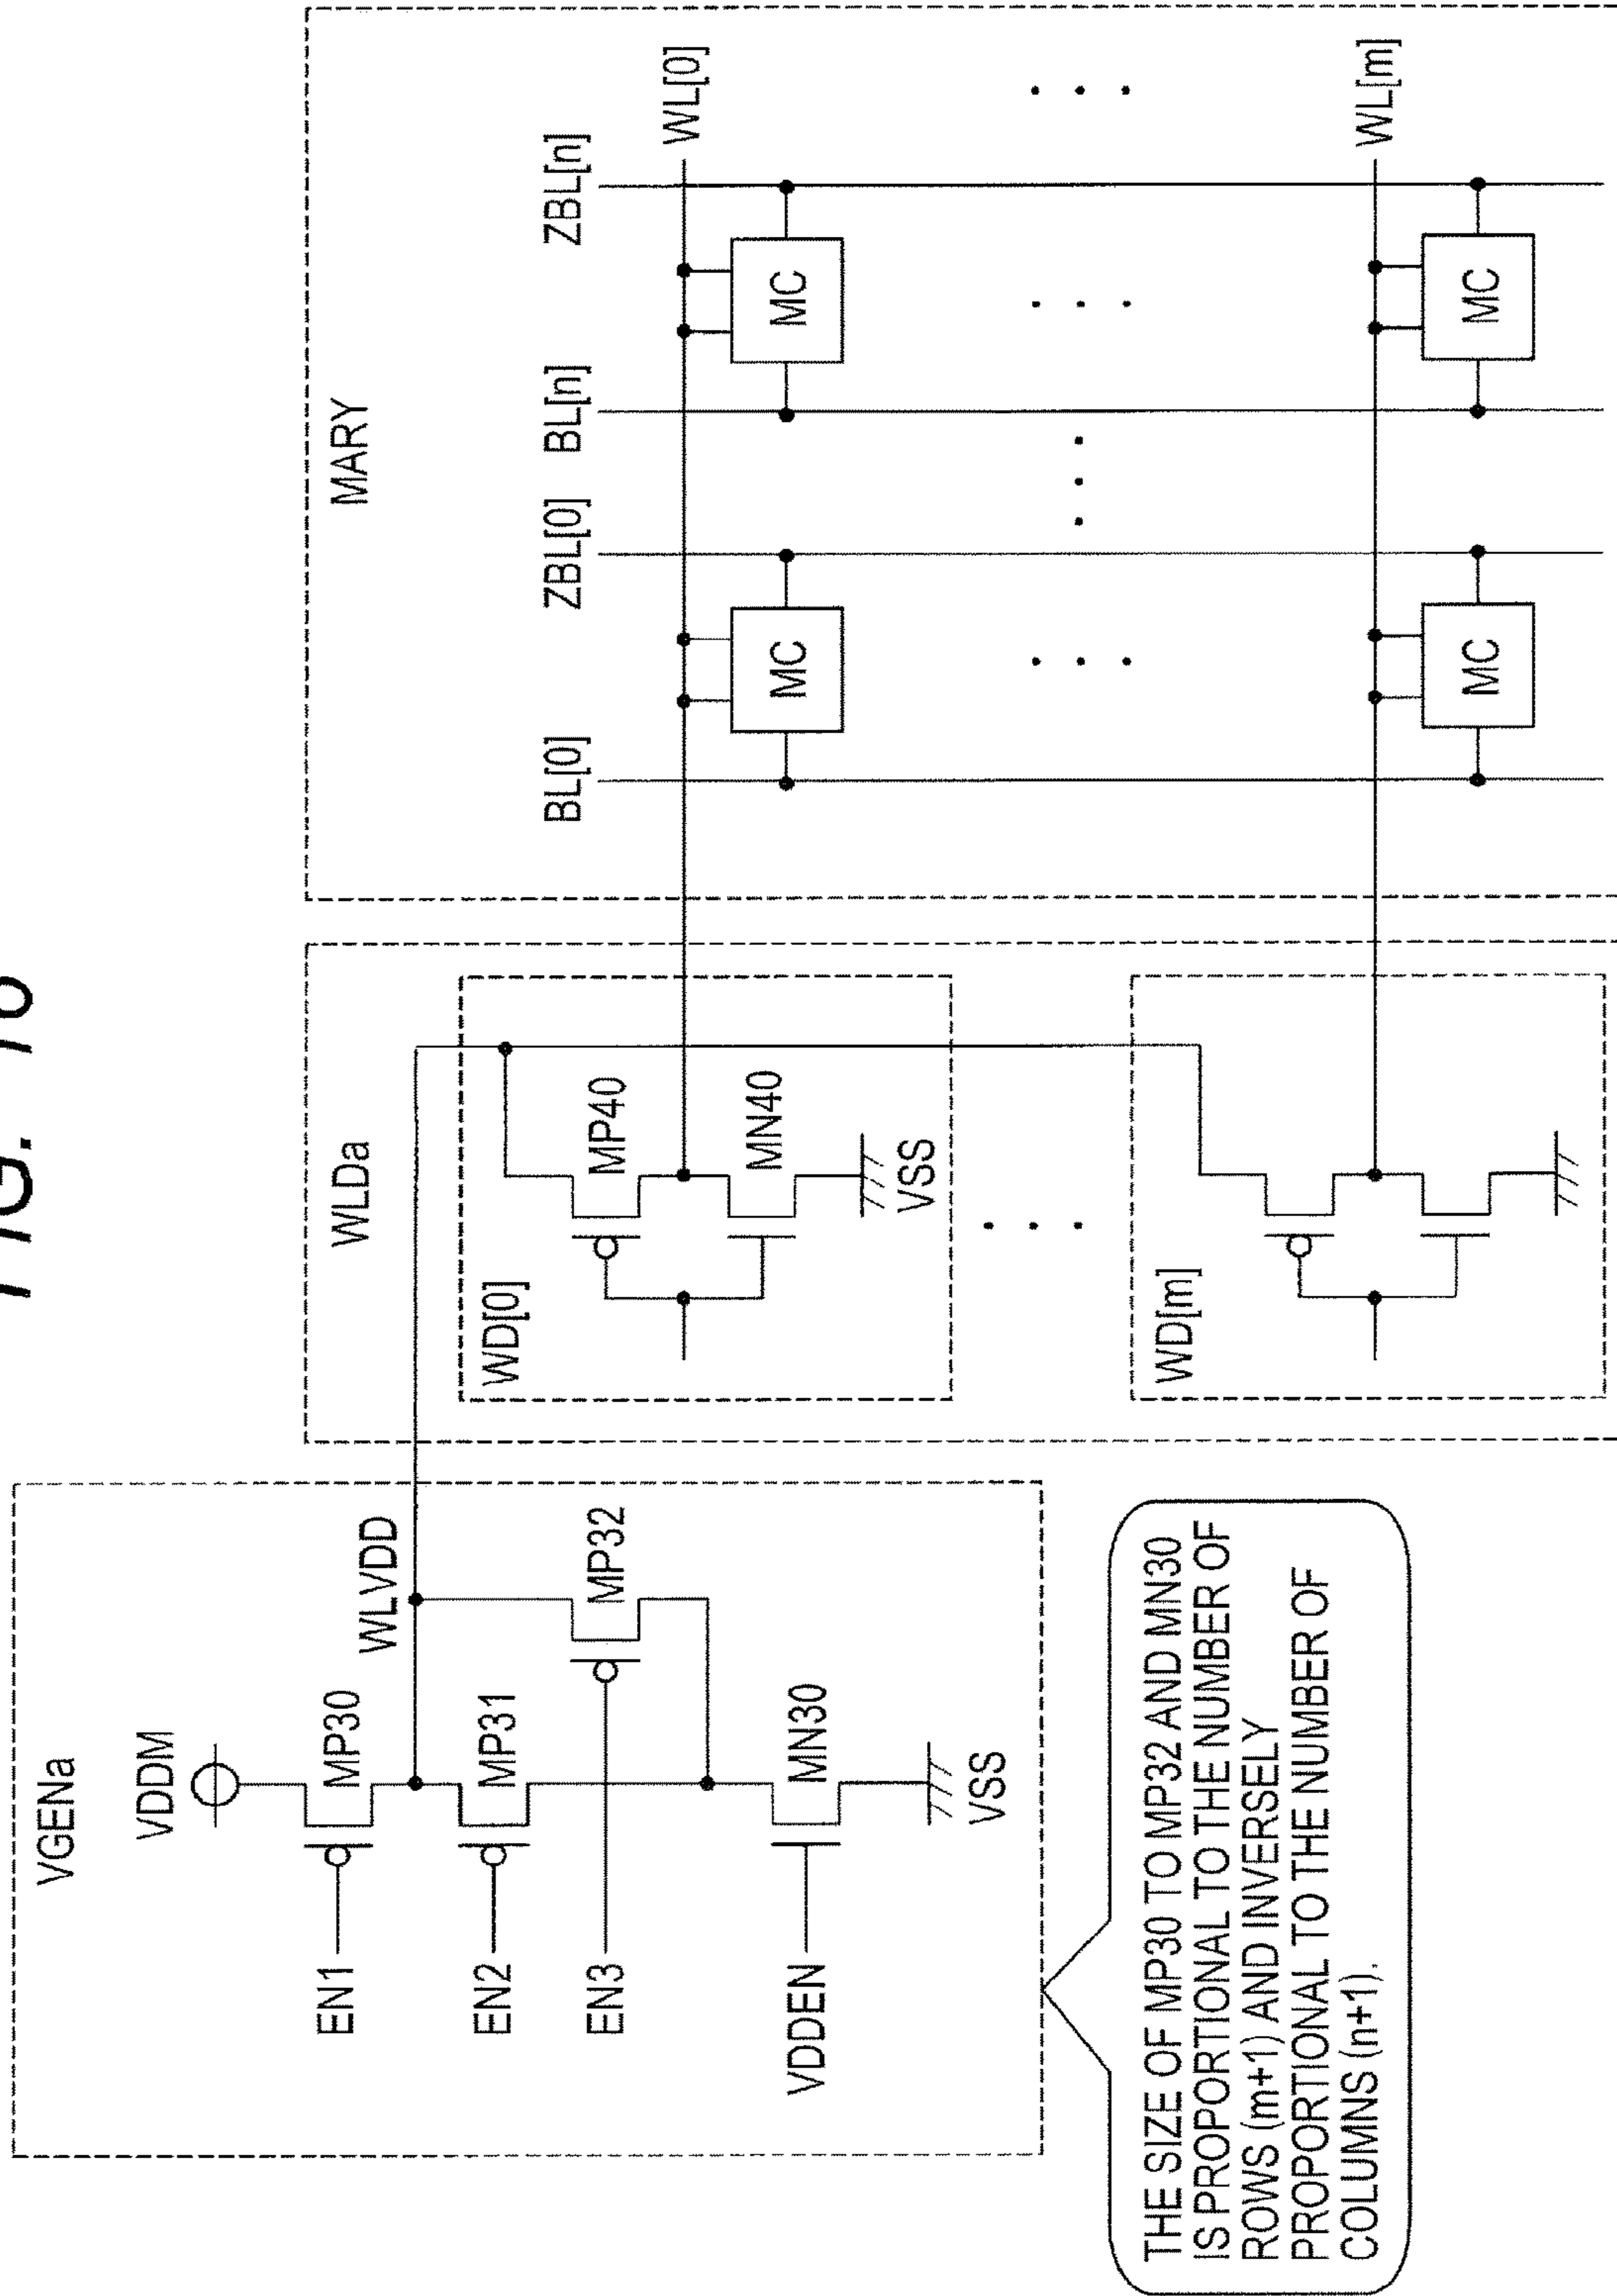 FIG.
VGENa
VDDM
EN1
MP30
WLVDD
EN2
MP31
EN3
MP32
VDDEN
MN30
VSS
THE SIZE OF MP30 TO MP32 AND MN30
IS PROPORTIONAL TO THE NUMBER OF
ROWS (m+1) AND INVERSELY
PROPORTIONAL TO THE NUMBER OF
COLUMNS (n+1).
WLDa
WD[0]
MP40
MN40
VSS
WD[m]
MARY
BL[0]
ZBL[0]
BL[n]
ZBL[n]
WL[0]
MC
MC
WL[m]
MC
MC